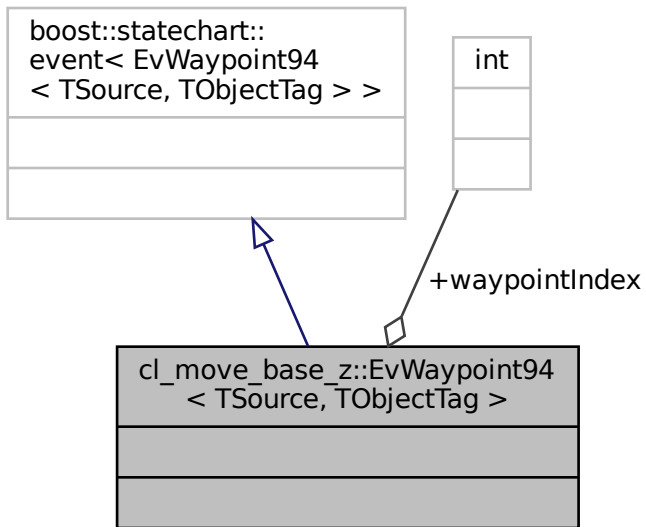 boost::statechart::
event< EvWaypoint94
< TSource, TObjectTag > >
int
+waypointIndex
cl_move_base_z::EvWaypoint94
< TSource, TObjectTag >